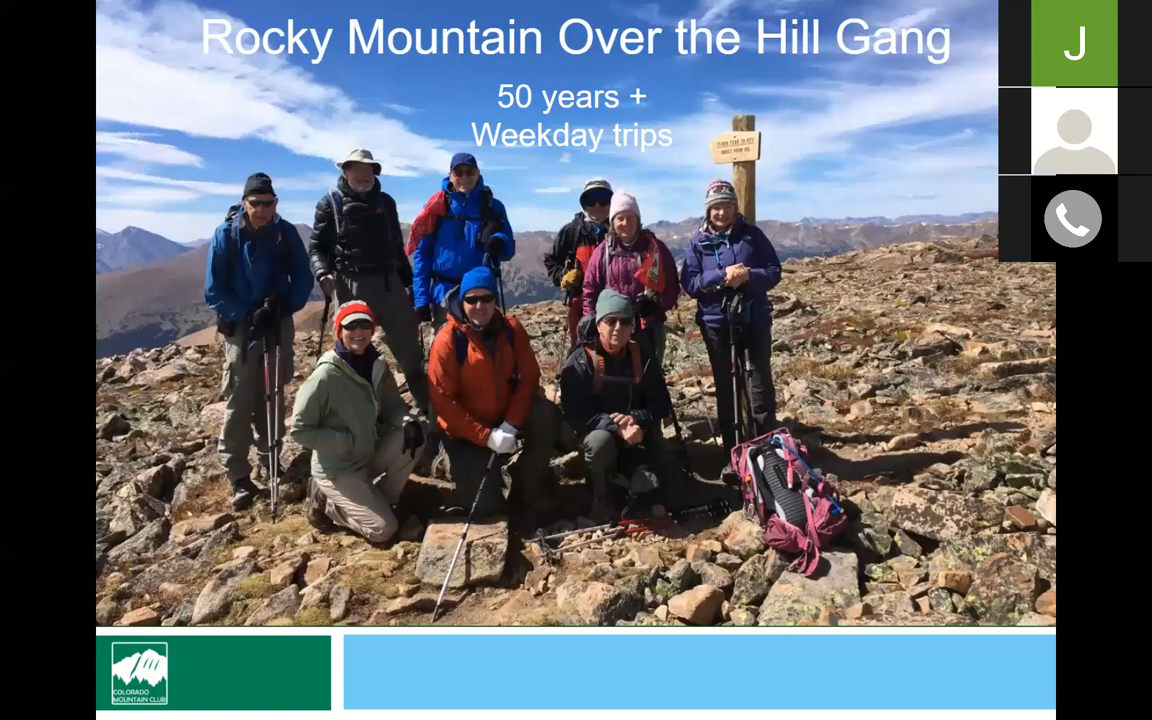 Rocky Mountain Over the Hill Gang
50 years +
Weekday trips
J
COLORADO
MOUNTAIN CLUB